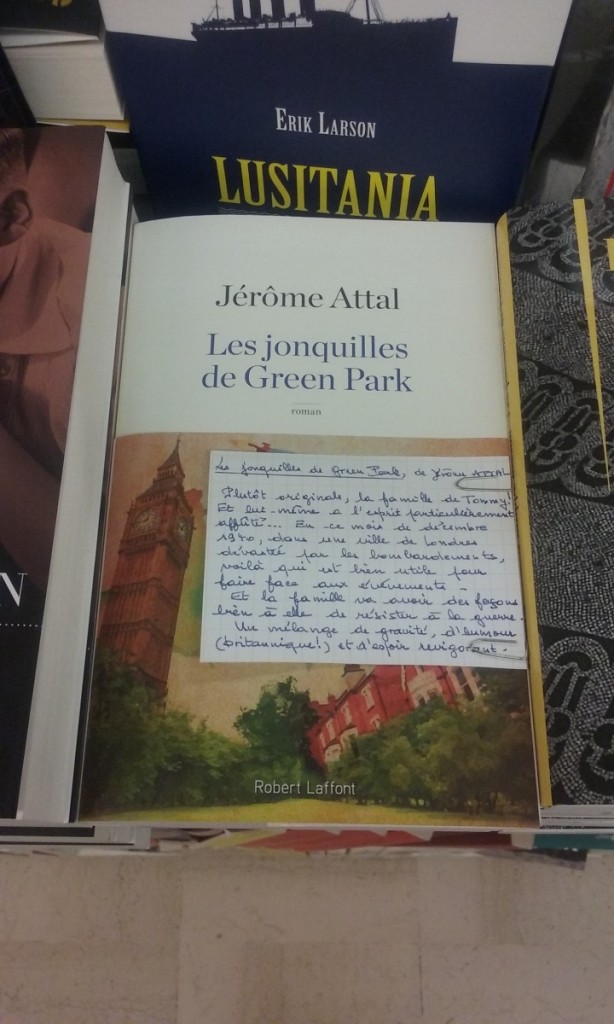 ERIK LARSON
LUSITANIA
Jérôme Attal
Les jonquilles
de Green Park
roman
Les jonquilles de Green Park, de Jérôme ATTAL
Plutôt originale, la famille de Tommy!
Et lui-même a l'esprit particulièrement
affûté... En ce mois de décembre
1940, dans une ville de Londres
dévastée par les bombardements,
voilà qui est bien utile pour
faire face aux événements.
Et la famille va avoir des façons
bien à elle de résister à la guerre.
Un mélange de gravité, d'humour
(britannique!) et d'espoir revigorant.
Robert Laffont
N